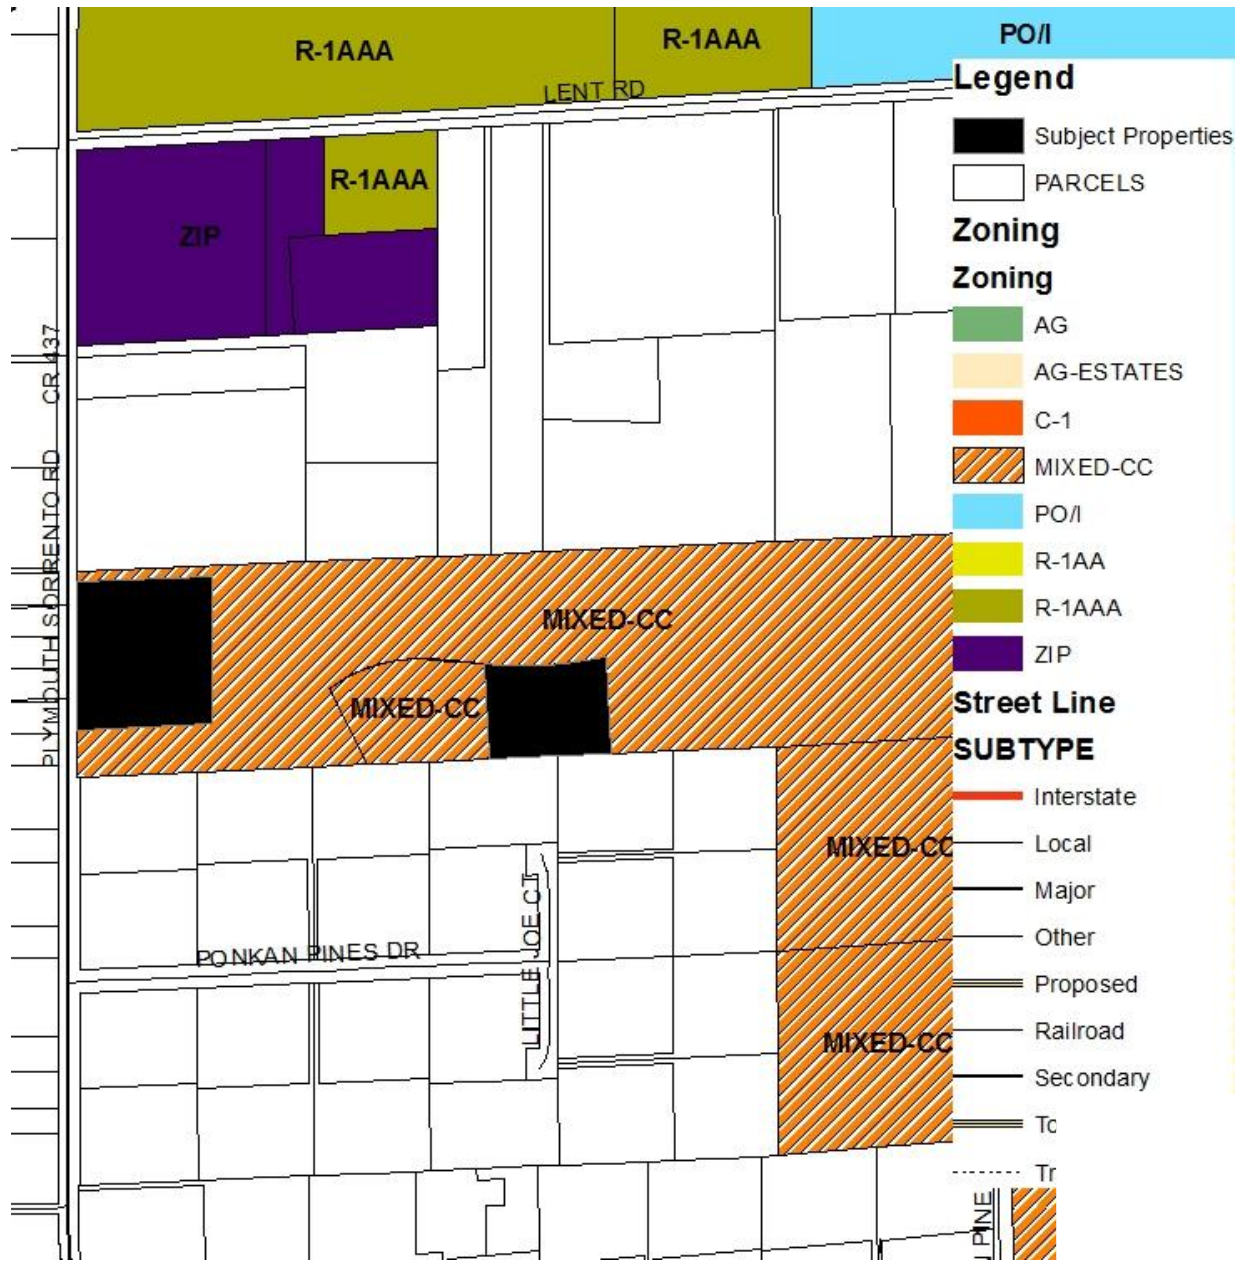 R-1AAA
R-1AAA
PO/I
LENT RD
R-1AAA
ZIP
CR 437
PLYMOUTH SORRENTO RD
MIXED-CC
MIXED-CC
MIXED-CC
MIXED-CC
PONKAN PINES DR
LITTLE JOE CT
PINE
Legend
Subject Properties
PARCELS
Zoning
Zoning
AG
AG-ESTATES
C-1
MIXED-CC
PO/I
R-1AA
R-1AAA
ZIP
Street Line
SUBTYPE
Interstate
Local
Major
Other
Proposed
Railroad
Secondary